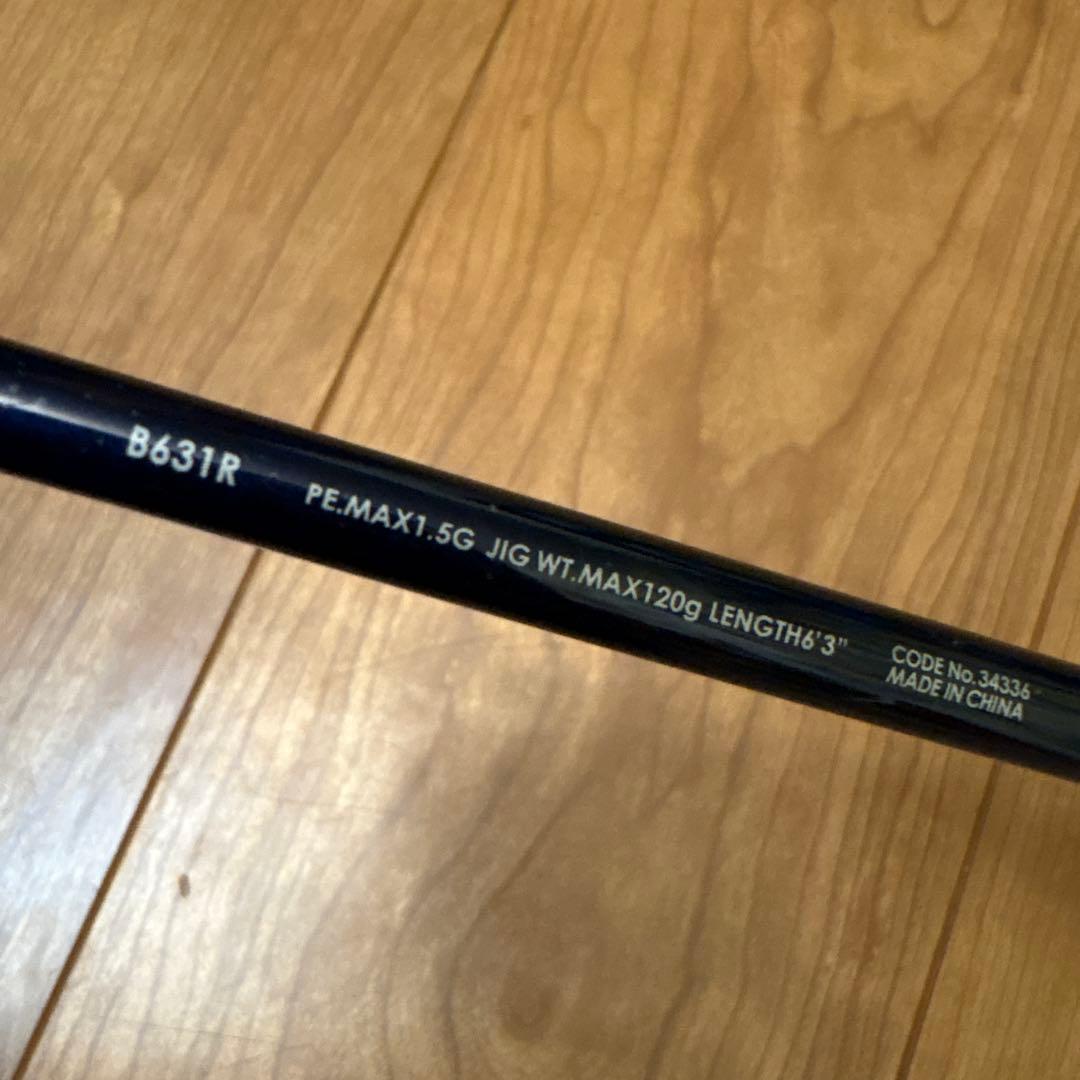 B631R PE.MAX1.5G JIG WT.MAX120g LENGTH6'3"
CODE No.34336
MADE IN CHINA